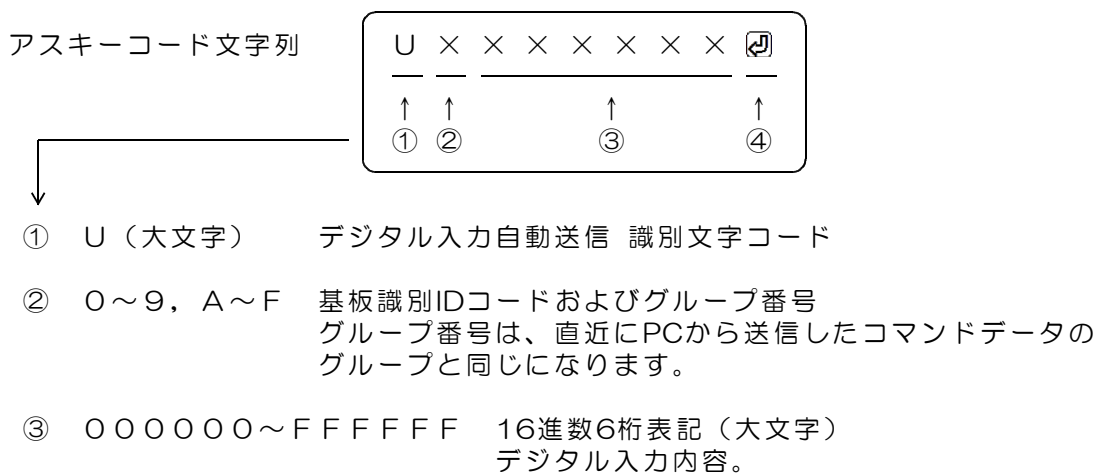 アスキーコード文字列
U × × × × × × × ⏎
↑ ↑ ↑ ↑
① ② ③ ④
① U（大文字） デジタル入力自動送信 識別文字コード
② 0～9，A～F 基板識別IDコードおよびグループ番号
グループ番号は、直近にPCから送信したコマンドデータの
グループと同じになります。
③ 000000～FFFFFF 16進数6桁表記（大文字）
デジタル入力内容。